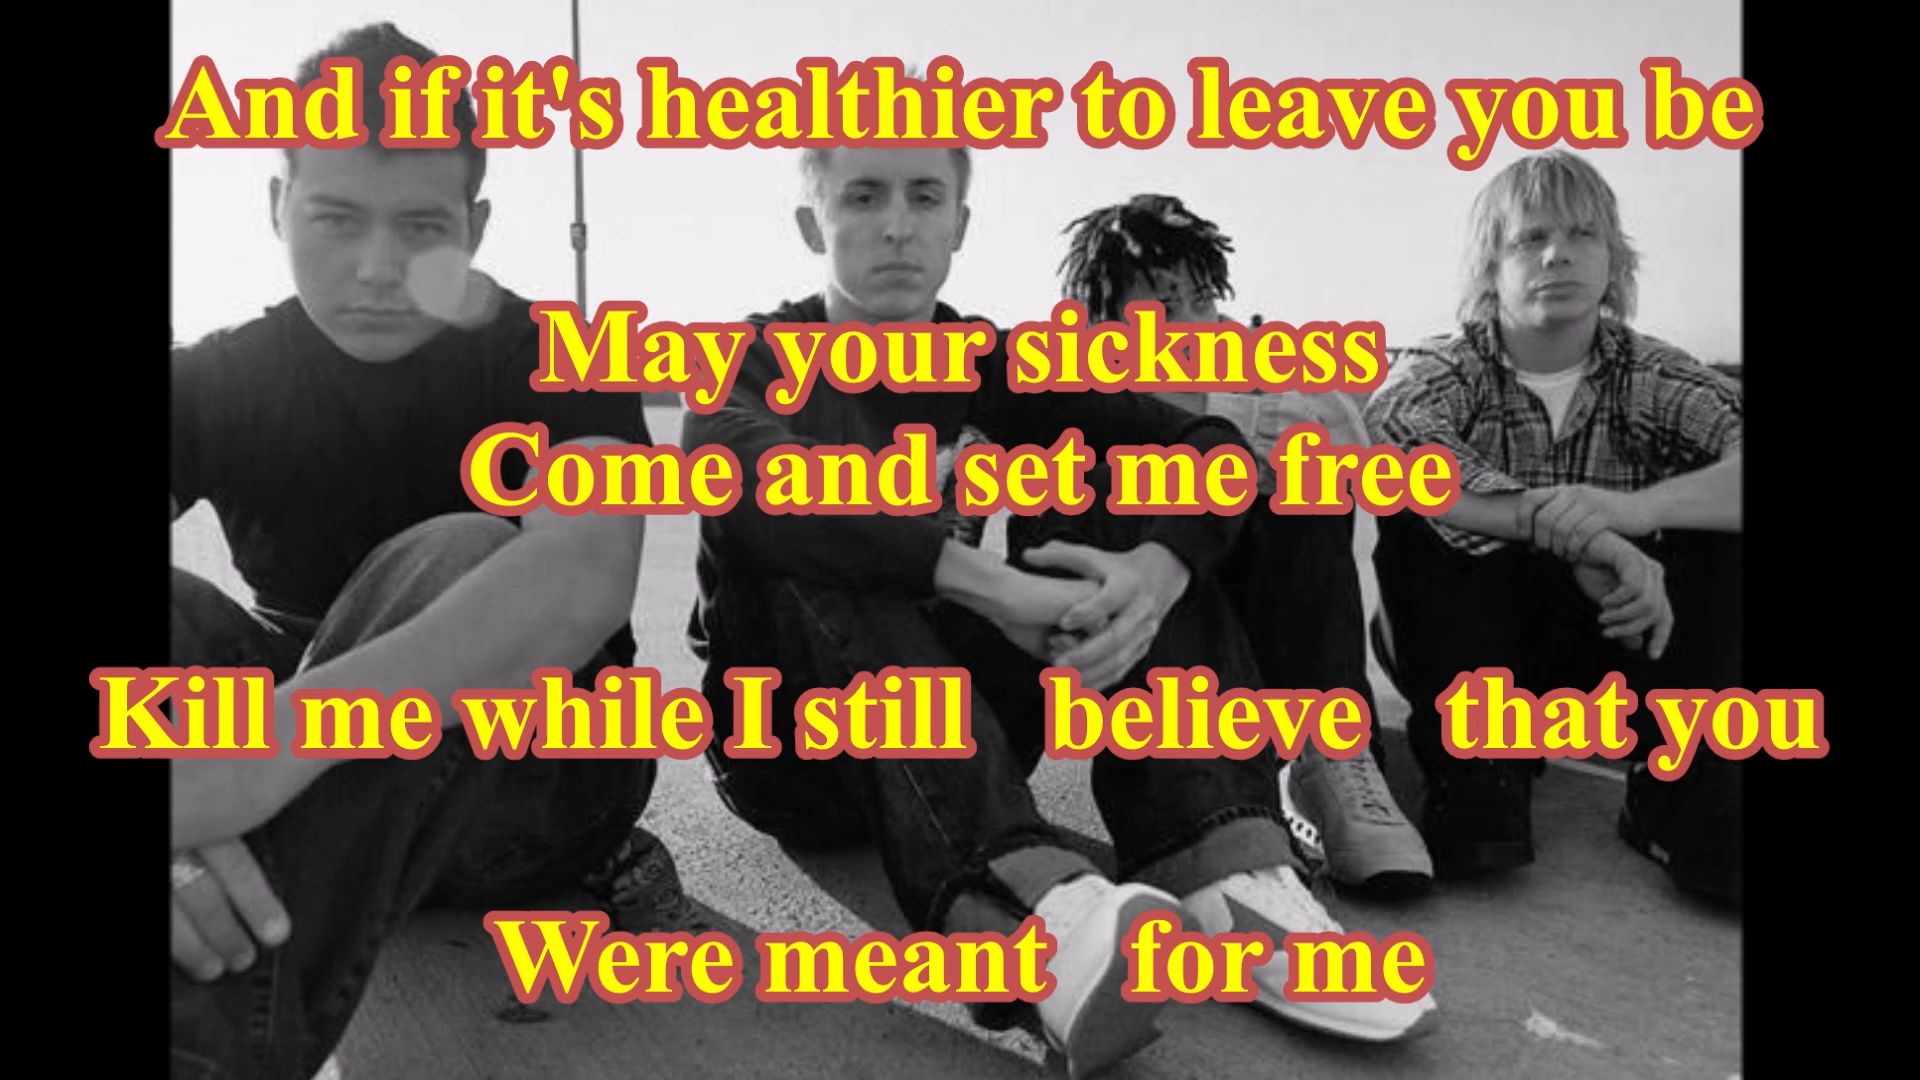 And if it's healthier to leave you be
May your sickness
Come and set me free
Kill me while I still believe that you
Were meant for me